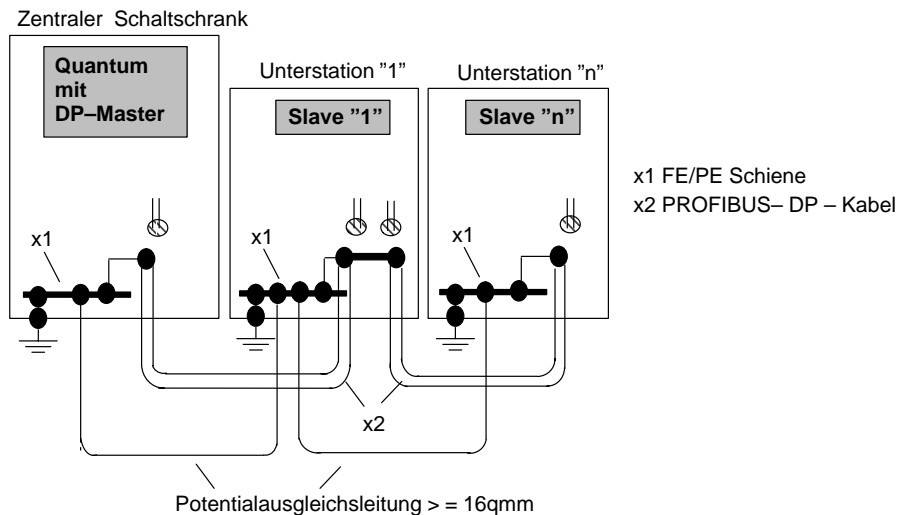 Zentraler Schaltschrank
Quantum
mit
DP–Master
Unterstation ”1”
Slave ”1”
Unterstation ”n”
Slave ”n”
x1 FE/PE Schiene
x2 PROFIBUS– DP – Kabel
x1
x1
x1
x2
Potentialausgleichsleitung > = 16qmm